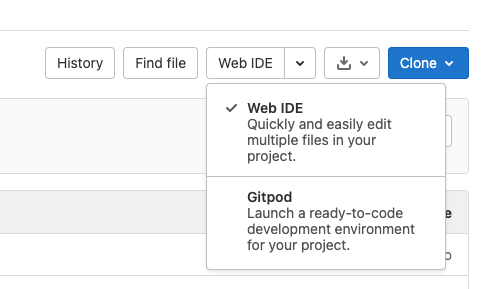 History
Find file
Web IDE
Clone
Web IDE
Quickly and easily edit
multiple files in your
project.
Gitpod
Launch a ready-to-code
development environment
for your project.